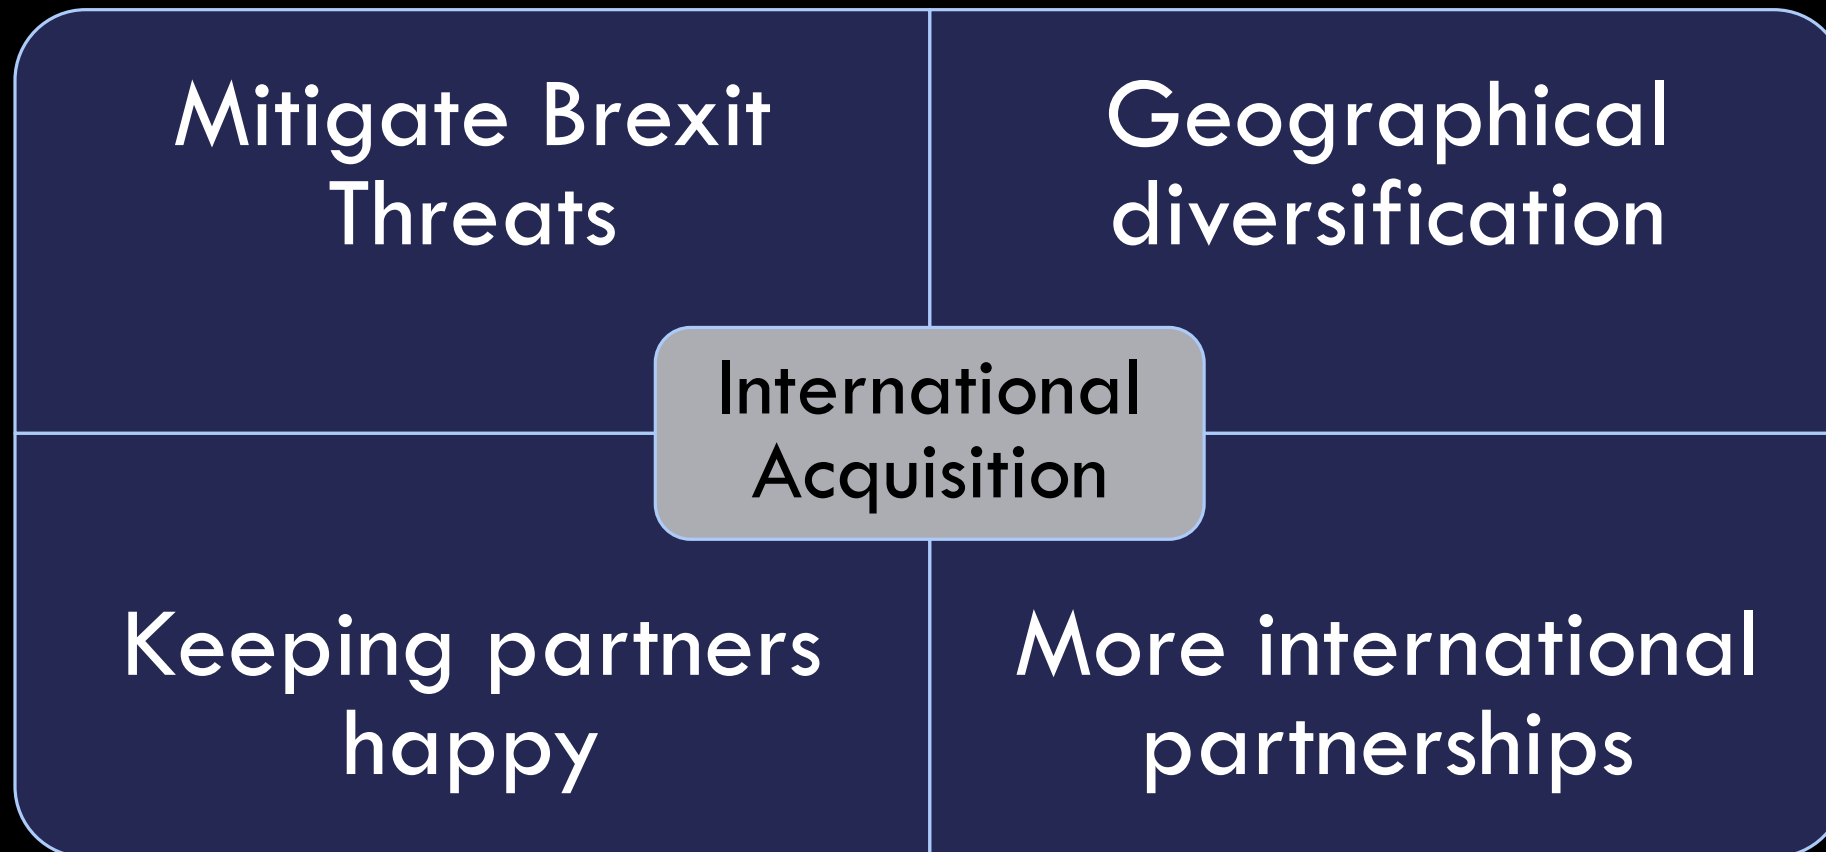 Mitigate Brexit
Threats
Geographical
diversification
International
Acquisition
Keeping partners
happy
More international
partnerships